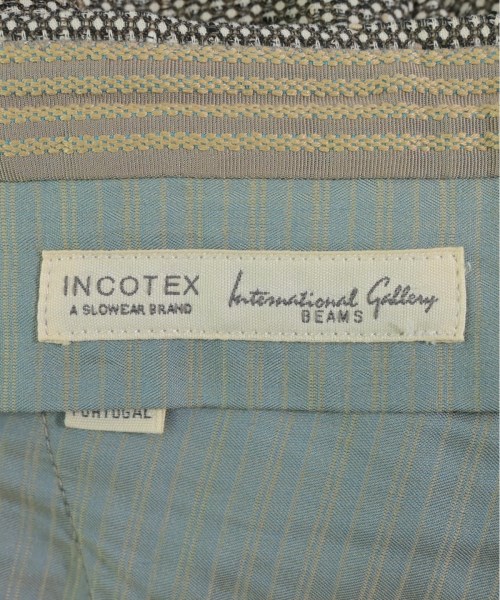 INCOTEX
A SLOWEAR BRAND
International Gallery
BEAMS
PORTUGAL